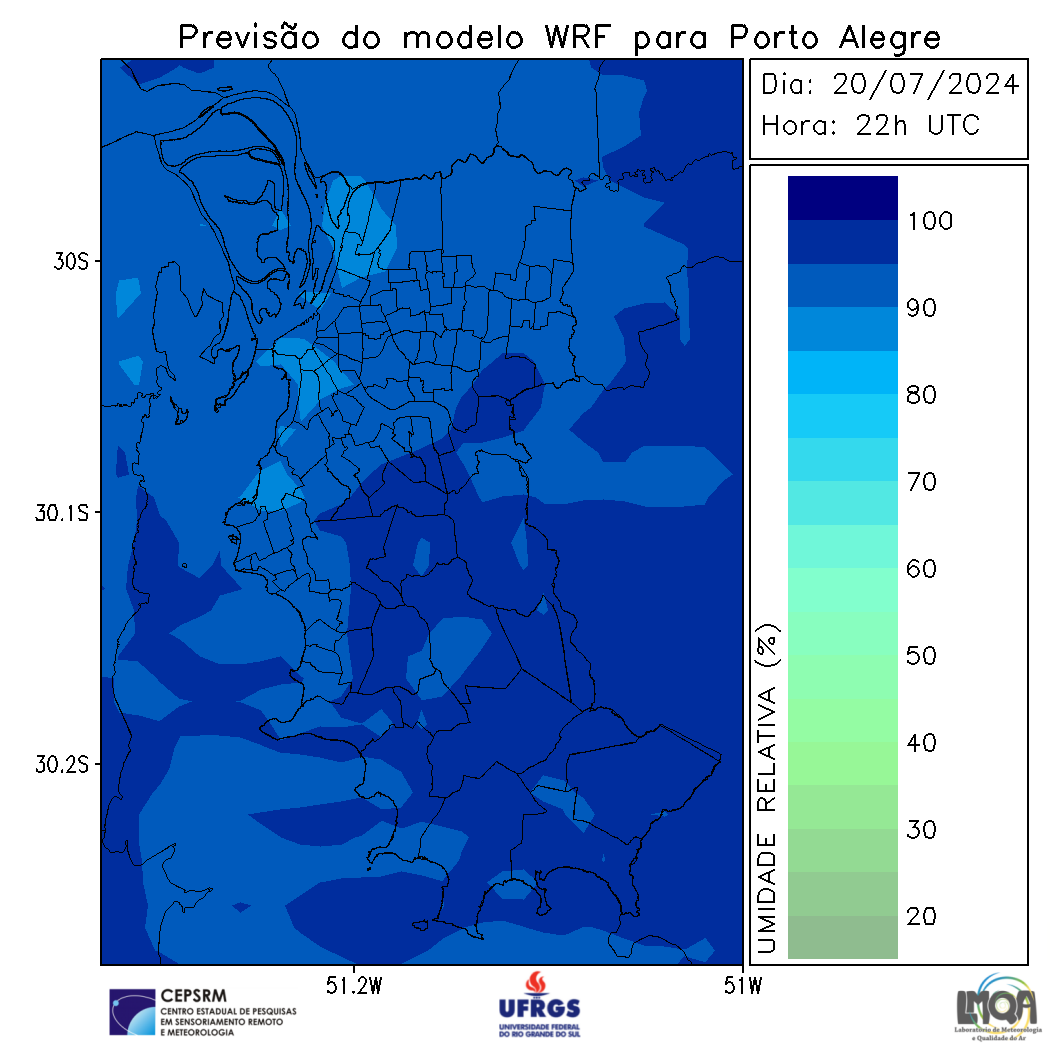 Previsão do modelo WRF para Porto Alegre
Dia: 20/07/2024
Hora: 22h UTC
30S
30.1S
30.2S
51.2W
51W
UMIDADE RELATIVA (%)
100
90
80
70
60
50
40
30
20
CEPSRM
CENTRO ESTADUAL DE PESQUISAS
EM SENSORIAMENTO REMOTO
E METEOROLOGIA
UFRGS
UNIVERSIDADE FEDERAL
DO RIO GRANDE DO SUL
LMQA
Laboratório de Meteorologia
e Qualidade do Ar